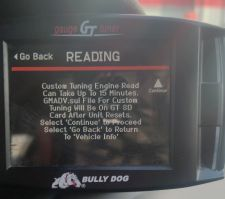 gauge GT tuner
Go Back READING
Custom Tuning Engine Read
Can Take Up To 15 Minutes.
GMADV.sul File For Custom
Tuning Will Be On GT SD
Card After Unit Resets.
Select 'Continue' to Proceed
Select 'Go Back' to Return
To 'Vehicle Info'
Continue
BULLY DOG